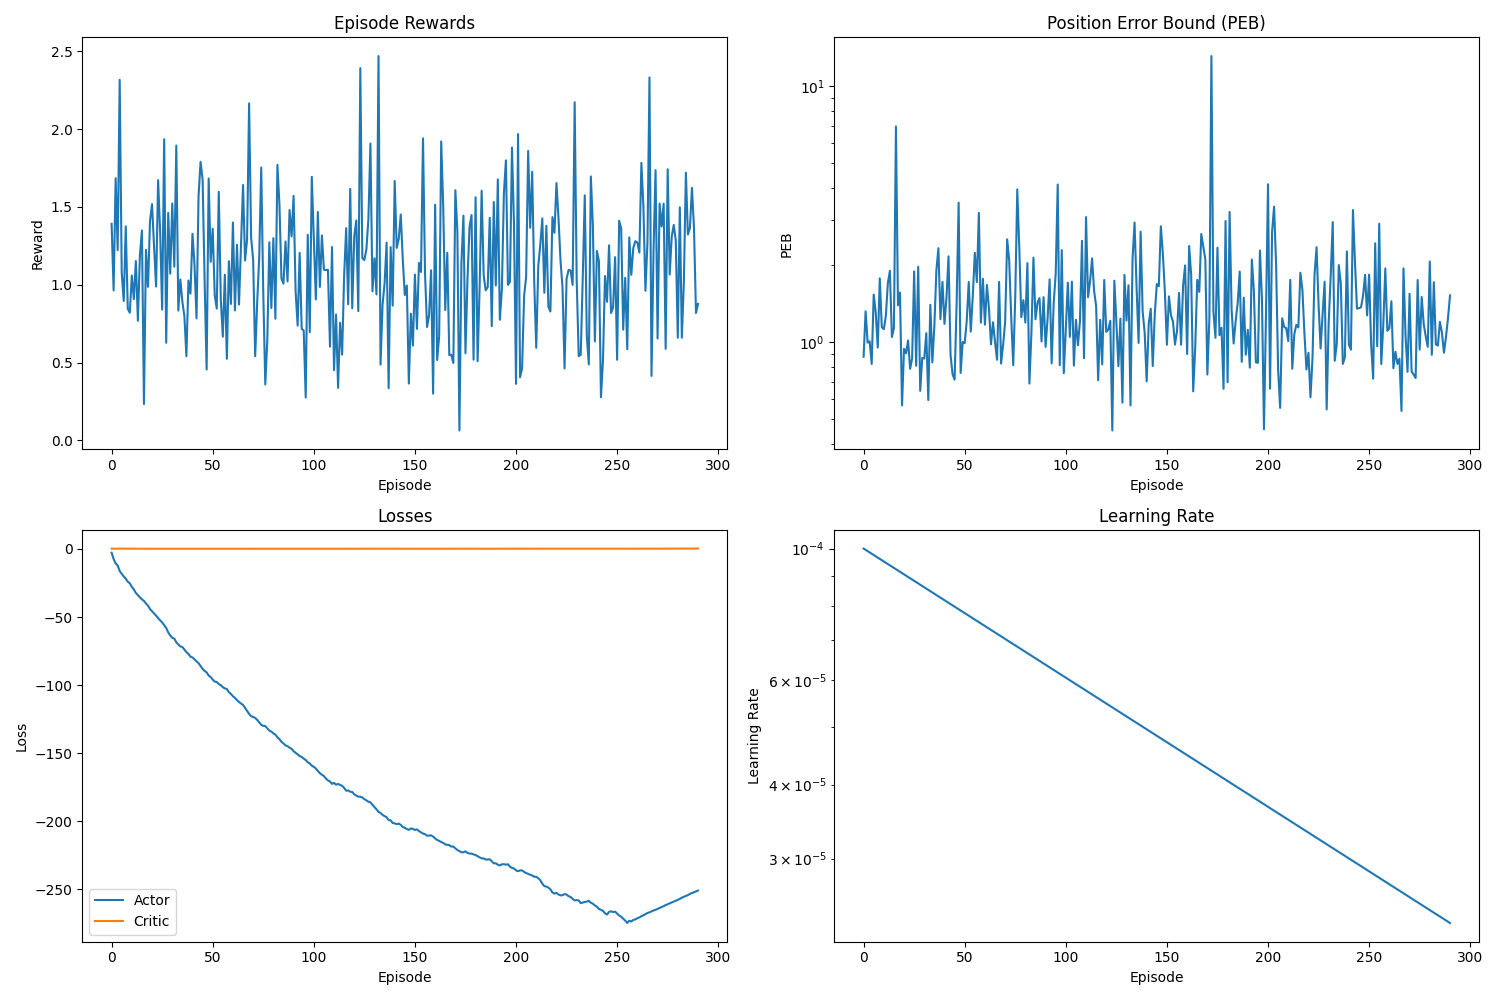 Episode Rewards
2.5
2.0
1.5
1.0
0.5
0.0
Reward
0 50 100 150 200 250 300
Episode
Position Error Bound (PEB)
10¹
10⁰
PEB
0 50 100 150 200 250 300
Episode
Losses
0
−50
−100
−150
−200
−250
Loss
Actor
Critic
0 50 100 150 200 250 300
Episode
Learning Rate
10⁻⁴
6 × 10⁻⁵
4 × 10⁻⁵
3 × 10⁻⁵
Learning Rate
0 50 100 150 200 250 300
Episode